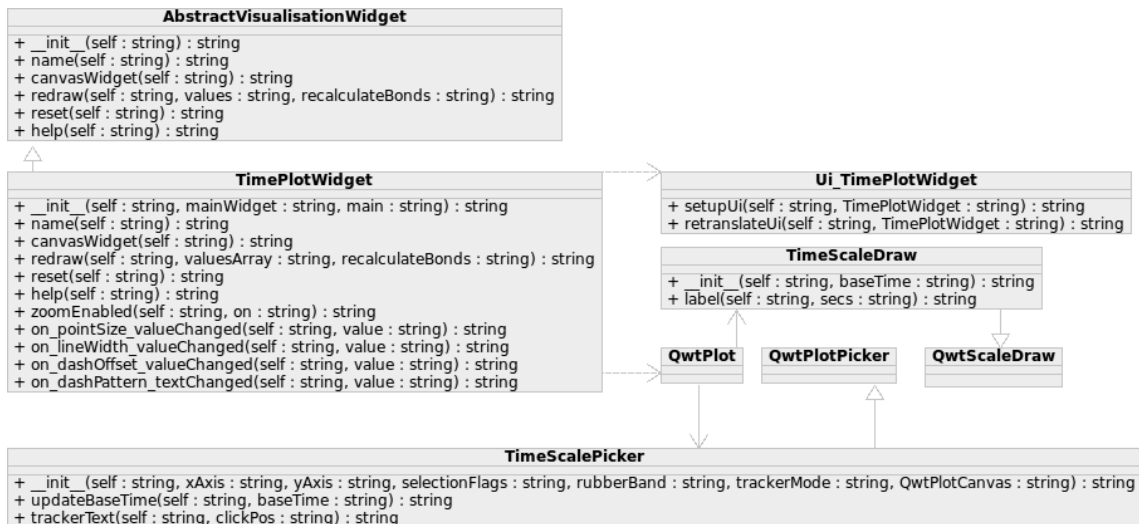 AbstractVisualisationWidget
+ __init__(self : string) : string
+ name(self : string) : string
+ canvasWidget(self : string) : string
+ redraw(self : string, values : string, recalculateBonds : string) : string
+ reset(self : string) : string
+ help(self : string) : string
TimePlotWidget
+ __init__(self : string, mainWidget : string, main : string) : string
+ name(self : string) : string
+ canvasWidget(self : string) : string
+ redraw(self : string, valuesArray : string, recalculateBonds : string) : string
+ reset(self : string) : string
+ help(self : string) : string
+ zoomEnabled(self : string, on : string) : string
+ on_pointSize_valueChanged(self : string, value : string) : string
+ on_lineWidth_valueChanged(self : string, value : string) : string
+ on_dashOffset_valueChanged(self : string, value : string) : string
+ on_dashPattern_textChanged(self : string, value : string) : string
Ui_TimePlotWidget
+ setupUi(self : string, TimePlotWidget : string) : string
+ retranslateUi(self : string, TimePlotWidget : string) : string
TimeScaleDraw
+ __init__(self : string, baseTime : string) : string
+ label(self : string, secs : string) : string
QwtPlot
QwtPlotPicker
QwtScaleDraw
TimeScalePicker
+ __init__(self : string, xAxis : string, yAxis : string, selectionFlags : string, rubberBand : string, trackerMode : string, QwtPlotCanvas : string) : string
+ updateBaseTime(self : string, baseTime : string) : string
+ trackerText(self : string, clickPos : string) : string